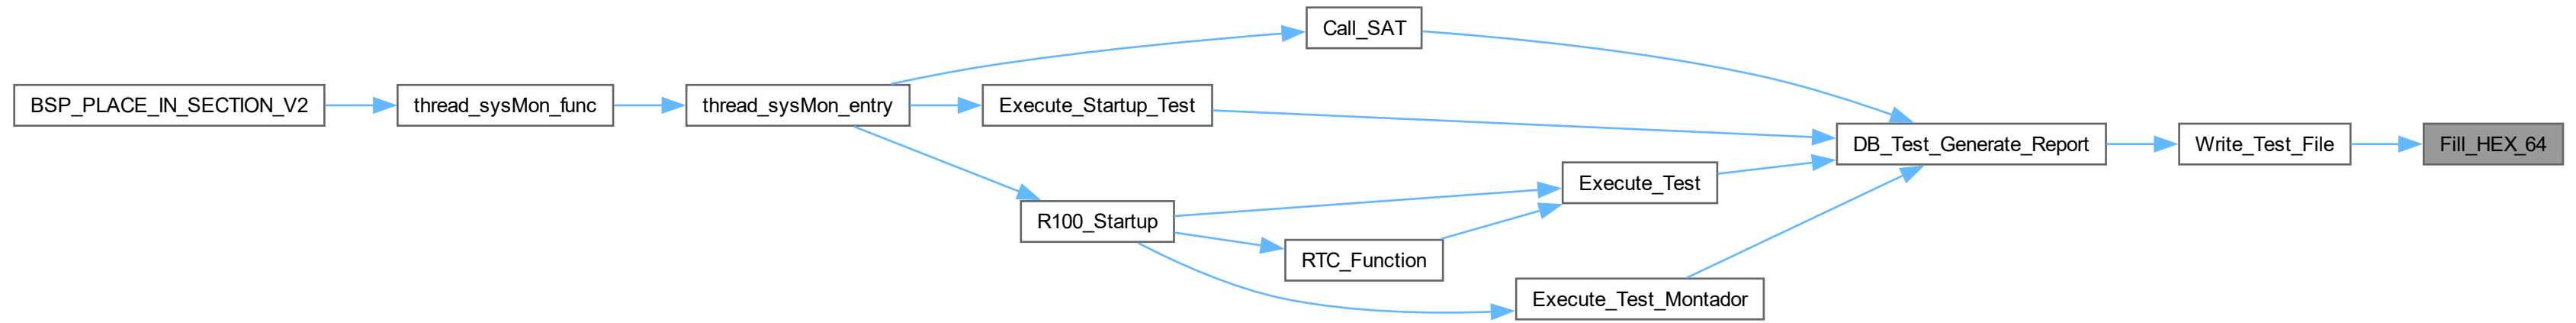 Call_SAT
BSP_PLACE_IN_SECTION_V2
thread_sysMon_func
thread_sysMon_entry
Execute_Startup_Test
DB_Test_Generate_Report
Write_Test_File
Fill_HEX_64
Execute_Test
R100_Startup
RTC_Function
Execute_Test_Montador